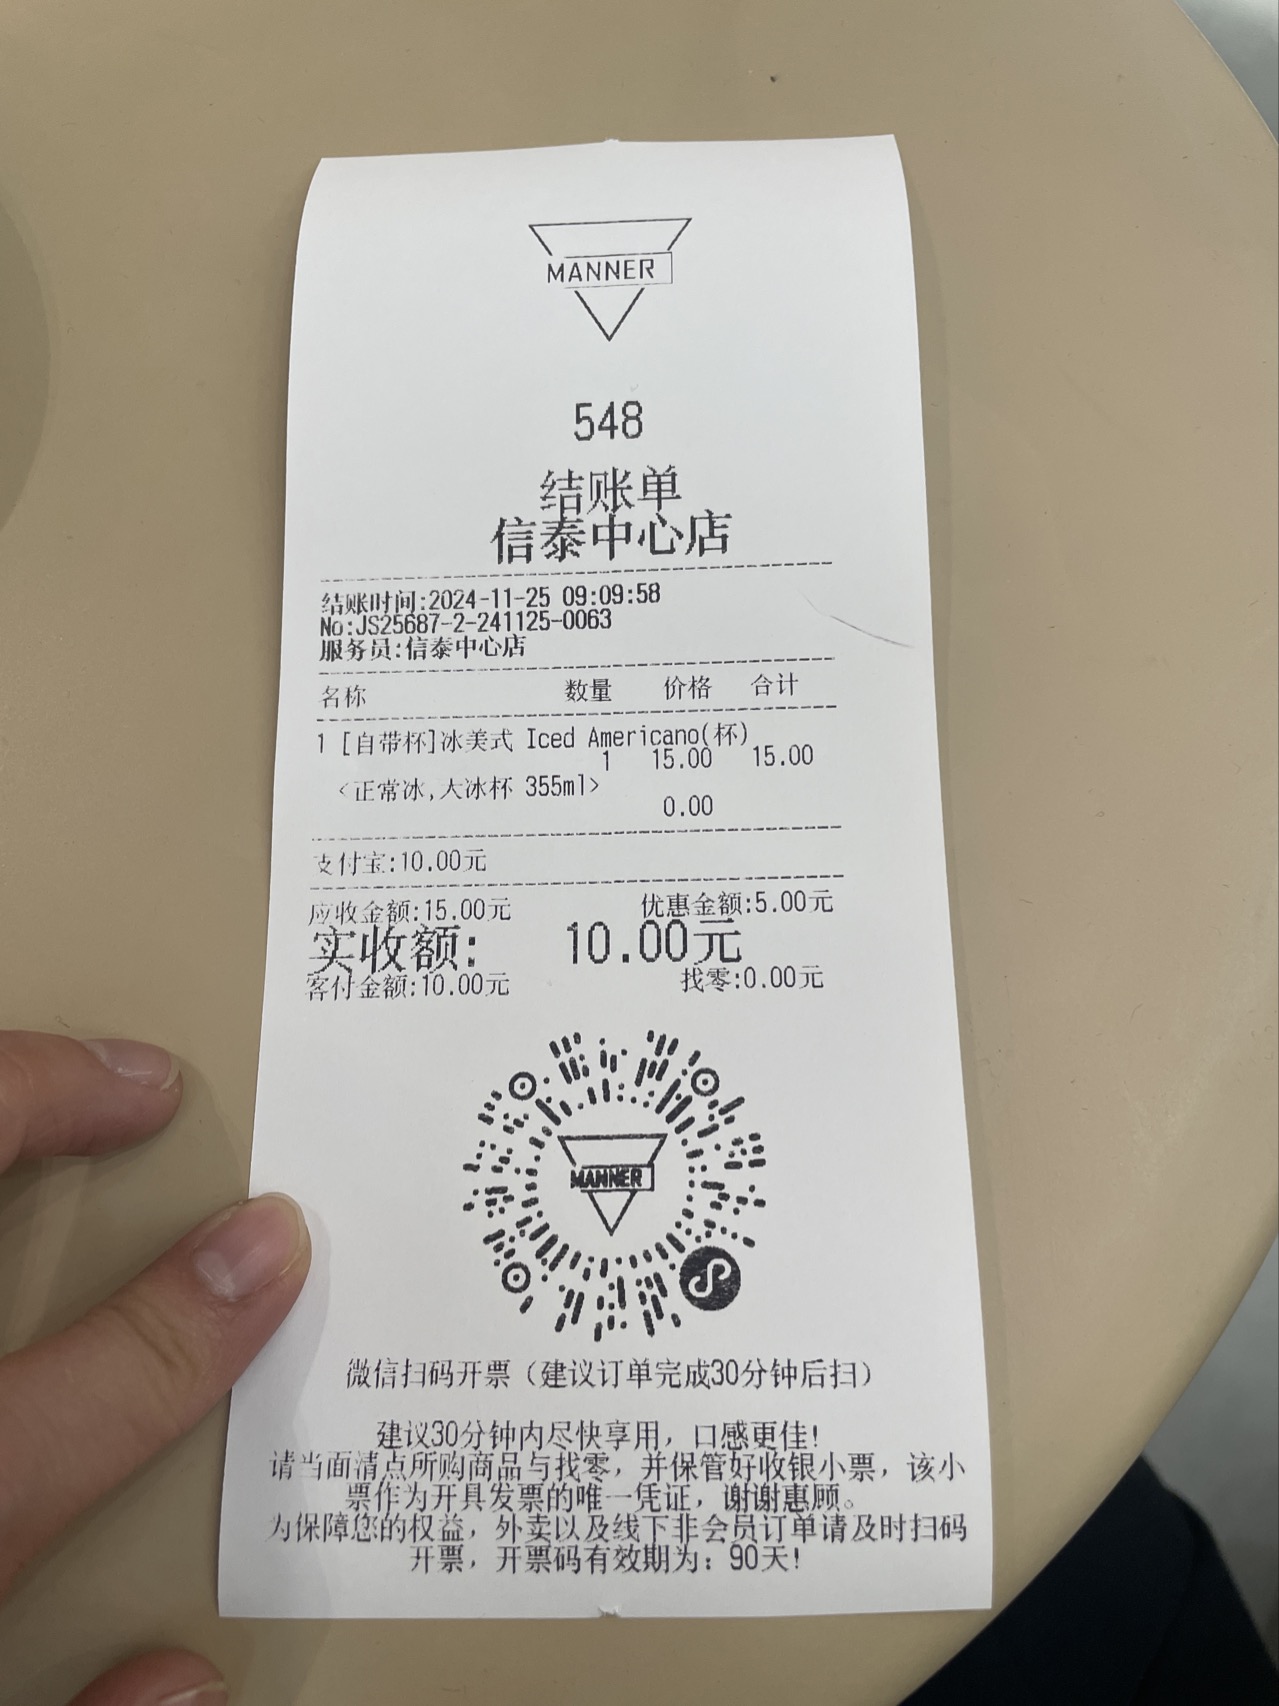 MANNER
548
结账单
信泰中心店
结账时间:2024-11-25 09:09:58
No:JS25687-2-241125-0063
服务员:信泰中心店
名称 数量 价格 合计
1 [自带杯]冰美式 Iced Americano(杯)
1 15.00 15.00
<正常冰,大冰杯 355ml>
0.00
支付宝:10.00元
应收金额:15.00元 优惠金额:5.00元
实收额: 10.00元
客付金额:10.00元 找零:0.00元
MANNER
微信扫码开票（建议订单完成30分钟后扫）
建议30分钟内尽快享用，口感更佳！
请当面清点所购商品与找零，并保管好收银小票，该小
票作为开具发票的唯一凭证，谢谢惠顾。
为保障您的权益，外卖以及线下非会员订单请及时扫码
开票，开票码有效期为：90天！